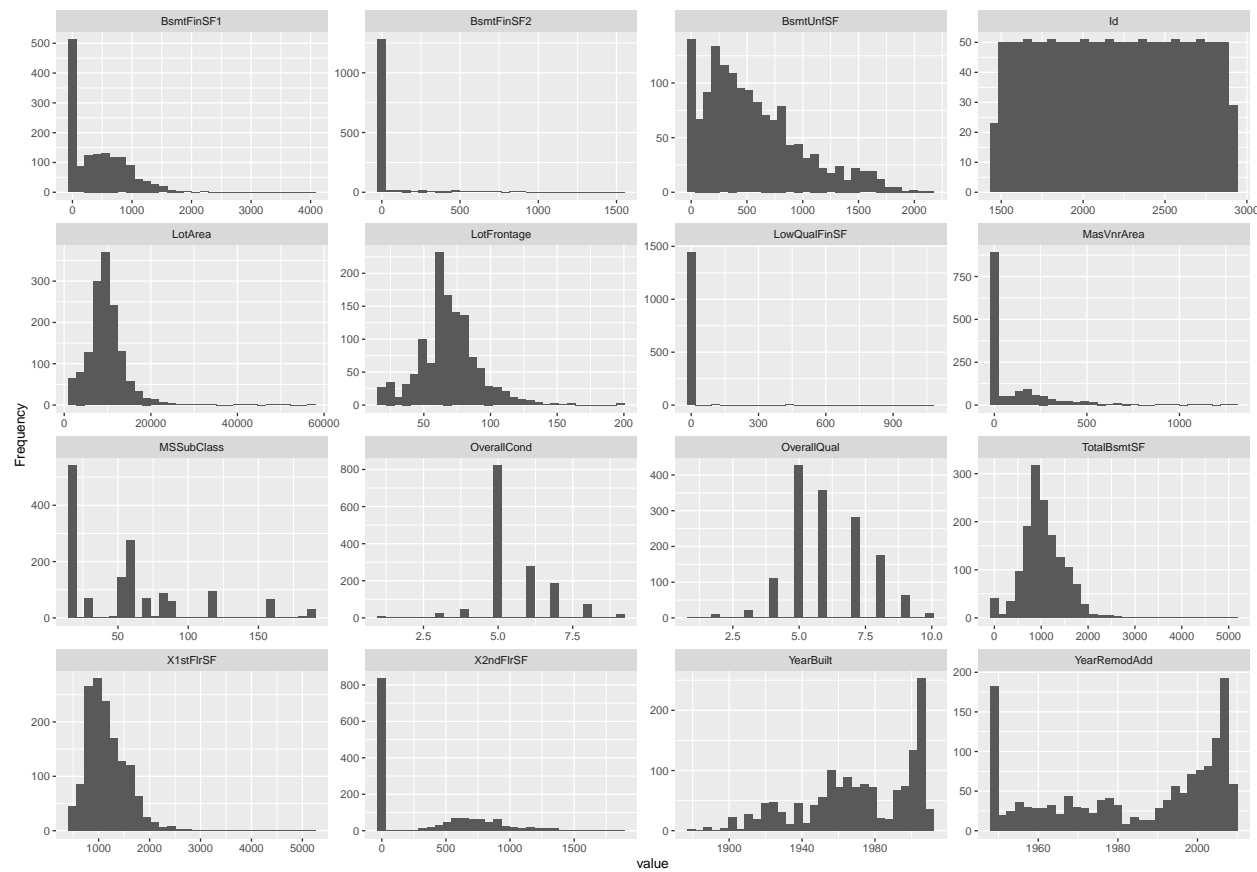 BsmtFinSF1 BsmtFinSF2 BsmtUnfSF Id
500 400 300 200 100 0
1000 500 0
100 50 0
50 40 30 20 10 0
0 1000 2000 3000 4000
0 500 1000 1500
0 500 1000 1500 2000
1500 2000 2500 3000
LotArea LotFrontage LowQualFinSF MasVnrArea
300 200 100 0
200 150 100 50 0
1500 1000 500 0
750 500 250 0
0 20000 40000 60000
50 100 150 200
0 300 600 900
0 500 1000
Frequency
MSSubClass OverallCond OverallQual TotalBsmtSF
400 200 0
800 600 400 200 0
400 300 200 100 0
300 200 100 0
50 100 150
2.5 5.0 7.5
2.5 5.0 7.5 10.0
0 1000 2000 3000 4000 5000
X1stFlrSF X2ndFlrSF YearBuilt YearRemodAdd
200 100 0
800 600 400 200 0
200 100 0
200 150 100 50 0
1000 2000 3000 4000 5000
0 500 1000 1500
1900 1940 1980
1960 1980 2000
value